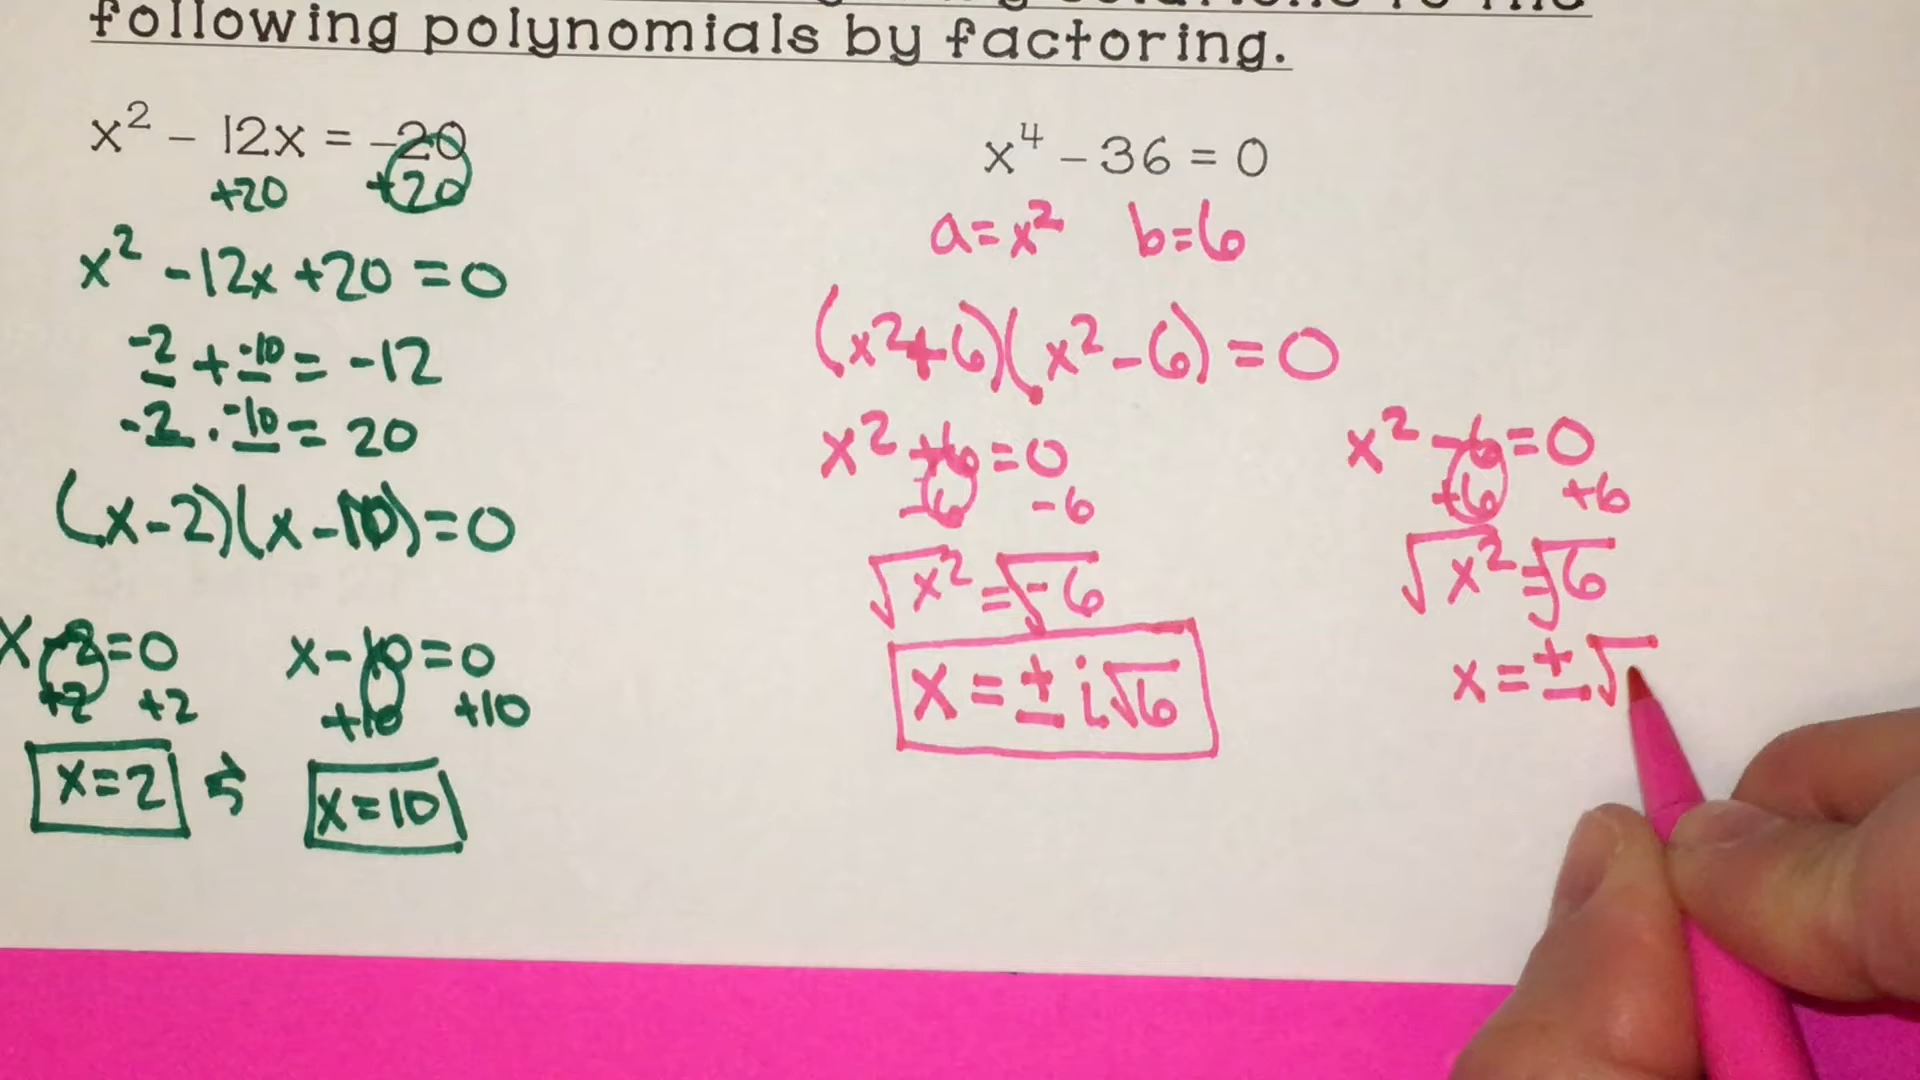 following polynomials by factoring.
x² - 12x = -20
+20 +20
x² - 12x + 20 = 0
-2 + -10 = -12
-2 · -10 = 20
(x-2)(x-10) = 0
x - 2 = 0
+2 +2
x = 2
x - 10 = 0
+10 +10
x = 10
x⁴ - 36 = 0
a = x² b = 6
(x²+6)(x²-6) = 0
x² + 6 = 0
-6 -6
√x² = √-6
x = ± i√6
x² - 6 = 0
+6 +6
√x² = √6
x = ± √